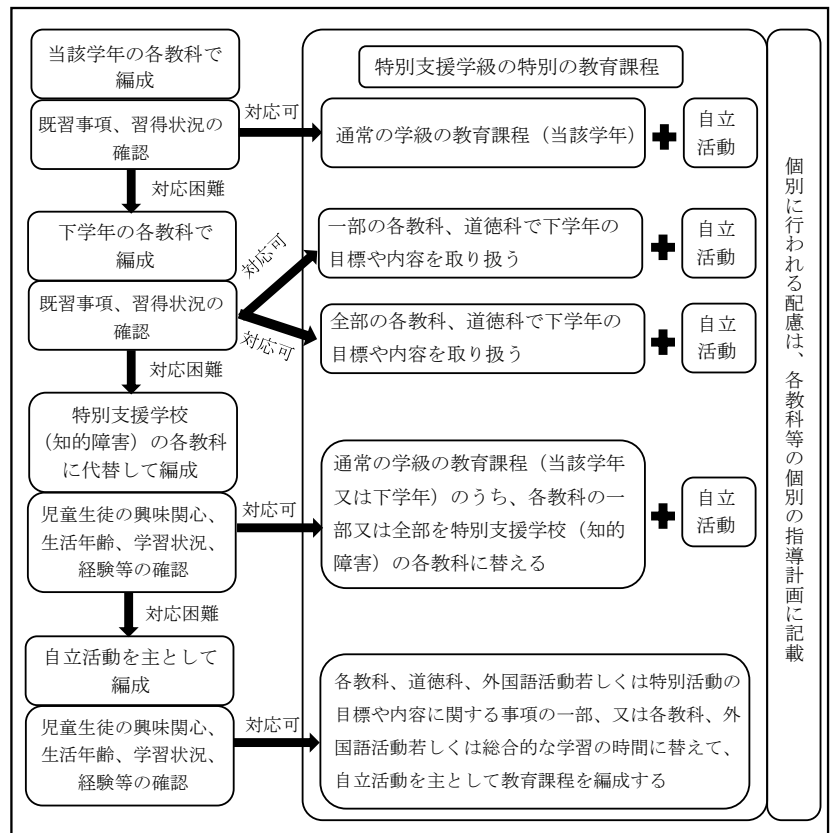 当該学年の各教科で
編成
既習事項、習得状況の
確認
対応可
対応困難
下学年の各教科で
編成
既習事項、習得状況の
確認
対応可
対応可
対応困難
特別支援学校
（知的障害）の各教科
に代替して編成
児童生徒の興味関心、
生活年齢、学習状況、
経験等の確認
対応可
対応困難
自立活動を主として
編成
児童生徒の興味関心、
生活年齢、学習状況、
経験等の確認
対応可
特別支援学級の特別の教育課程
通常の学級の教育課程（当該学年）
自立
活動
一部の各教科、道徳科で下学年の
目標や内容を取り扱う
自立
活動
全部の各教科、道徳科で下学年の
目標や内容を取り扱う
自立
活動
通常の学級の教育課程（当該学年
又は下学年）のうち、各教科の一
部又は全部を特別支援学校（知的
障害）の各教科に替える
自立
活動
各教科、道徳科、外国語活動若しくは特別活動の
目標や内容に関する事項の一部、又は各教科、外
国語活動若しくは総合的な学習の時間に替えて、
自立活動を主として教育課程を編成する
個別に行われる配慮は、各教科等の個別の指導計画に記載